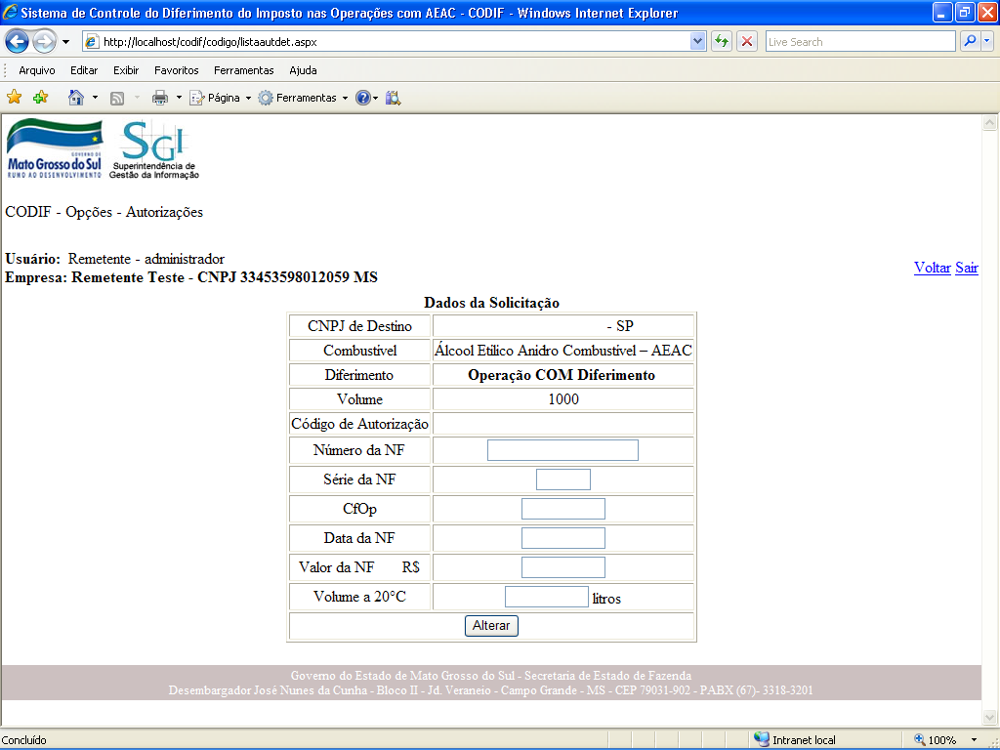 Sistema de Controle do Diferimento do Imposto nas Operações com AEAC - CODIF - Windows Internet Explorer
http://localhost/codif/codigo/listaautdet.aspx
Live Search
Arquivo Editar Exibir Favoritos Ferramentas Ajuda
Página Ferramentas
GOVERNO DE
Mato Grosso do Sul
RUMO AO DESENVOLVIMENTO
SGI
Superintendência de
Gestão da Informação
CODIF - Opções - Autorizações
Usuário: Remetente - administrador
Empresa: Remetente Teste - CNPJ 33453598012059 MS
Voltar Sair
Dados da Solicitação
CNPJ de Destino - SP
Combustível Álcool Etílico Anidro Combustível – AEAC
Diferimento Operação COM Diferimento
Volume 1000
Código de Autorização
Número da NF
Série da NF
CfOp
Data da NF
Valor da NF R$
Volume a 20°C litros
Alterar
Governo do Estado de Mato Grosso do Sul - Secretaria de Estado de Fazenda
Desembargador José Nunes da Cunha - Bloco II - Jd. Veraneio - Campo Grande - MS - CEP 79031-902 - PABX (67)- 3318-3201
Concluído Intranet local 100%